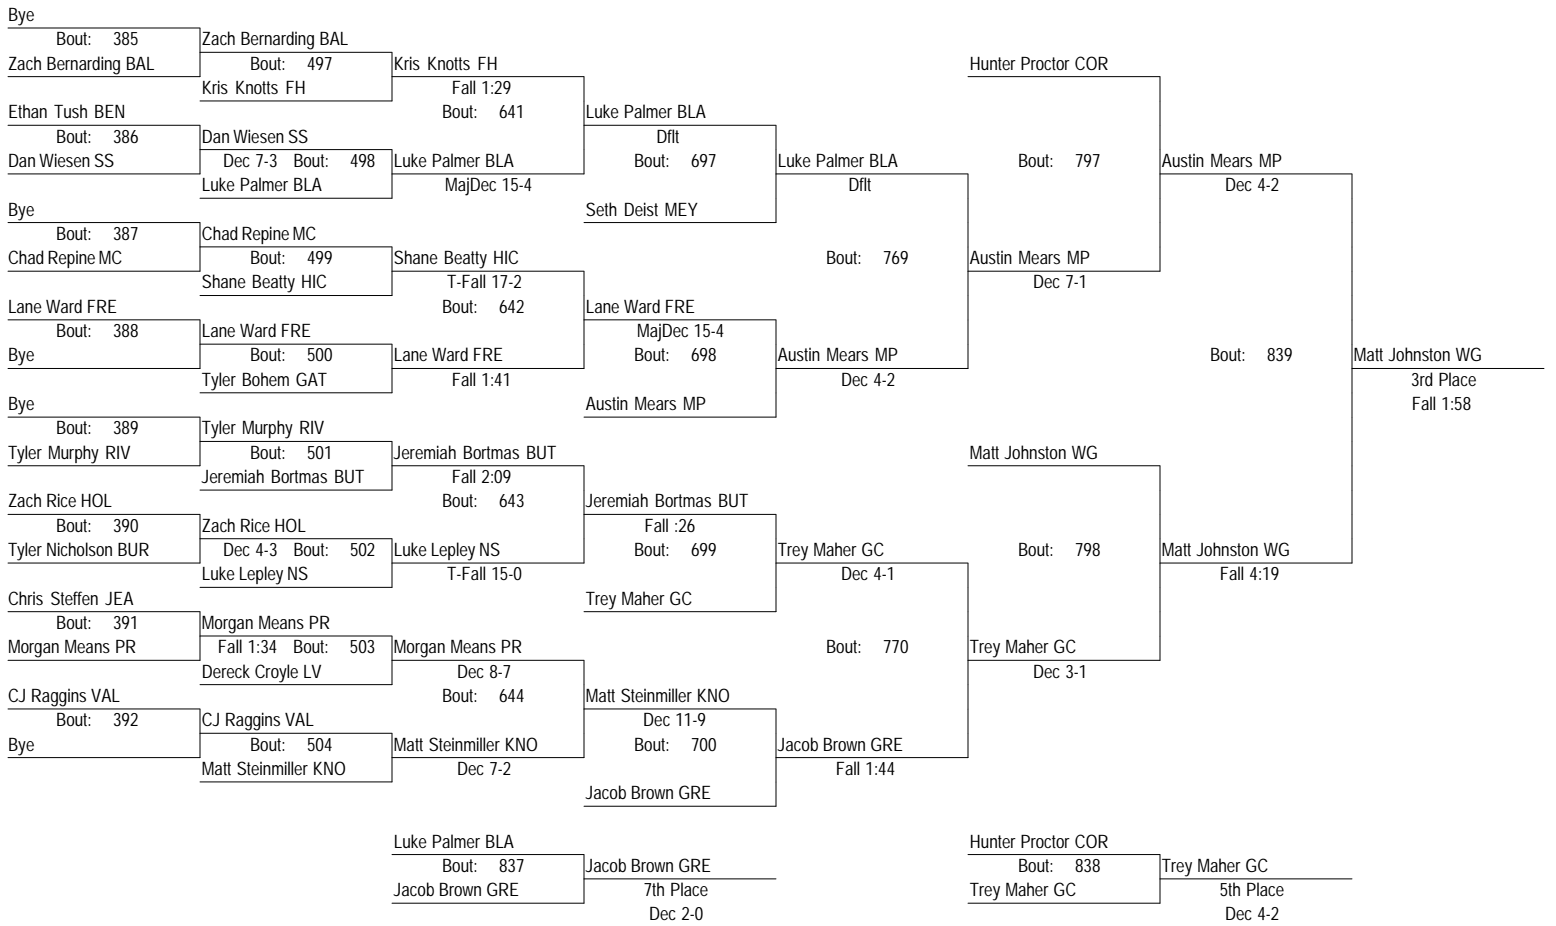 Bye
Bout: 385
Zach Bernarding BAL
Zach Bernarding BAL
Bout: 497
Kris Knotts FH
Kris Knotts FH
Fall 1:29
Bout: 641
Ethan Tush BEN
Bout: 386
Dan Wiesen SS
Dan Wiesen SS
Dec 7-3 Bout: 498
Luke Palmer BLA
Luke Palmer BLA
MajDec 15-4
Luke Palmer BLA
Dflt
Bout: 697
Seth Deist MEY
Luke Palmer BLA
Dflt
Bye
Bout: 387
Chad Repine MC
Chad Repine MC
Bout: 499
Shane Beatty HIC
Shane Beatty HIC
T-Fall 17-2
Bout: 642
Lane Ward FRE
Bout: 388
Bye
Lane Ward FRE
Bout: 500
Tyler Bohem GAT
Lane Ward FRE
Fall 1:41
Lane Ward FRE
MajDec 15-4
Bout: 698
Austin Mears MP
Austin Mears MP
Dec 4-2
Bout: 769
Hunter Proctor COR
Bout: 797
Austin Mears MP
Dec 7-1
Austin Mears MP
Dec 4-2
Bye
Bout: 389
Tyler Murphy RIV
Tyler Murphy RIV
Bout: 501
Jeremiah Bortmas BUT
Jeremiah Bortmas BUT
Fall 2:09
Bout: 643
Zach Rice HOL
Bout: 390
Tyler Nicholson BUR
Zach Rice HOL
Dec 4-3 Bout: 502
Luke Lepley NS
Luke Lepley NS
T-Fall 15-0
Jeremiah Bortmas BUT
Fall :26
Bout: 699
Trey Maher GC
Trey Maher GC
Dec 4-1
Chris Steffen JEA
Bout: 391
Morgan Means PR
Morgan Means PR
Fall 1:34 Bout: 503
Dereck Croyle LV
Morgan Means PR
Dec 8-7
Bout: 644
CJ Raggins VAL
Bout: 392
Bye
CJ Raggins VAL
Bout: 504
Matt Steinmiller KNO
Matt Steinmiller KNO
Dec 7-2
Matt Steinmiller KNO
Dec 11-9
Bout: 700
Jacob Brown GRE
Jacob Brown GRE
Fall 1:44
Bout: 770
Matt Johnston WG
Bout: 798
Trey Maher GC
Dec 3-1
Matt Johnston WG
Fall 4:19
Bout: 839
Matt Johnston WG
3rd Place
Fall 1:58
Luke Palmer BLA
Bout: 837
Jacob Brown GRE
Jacob Brown GRE
7th Place
Dec 2-0
Hunter Proctor COR
Bout: 838
Trey Maher GC
Trey Maher GC
5th Place
Dec 4-2